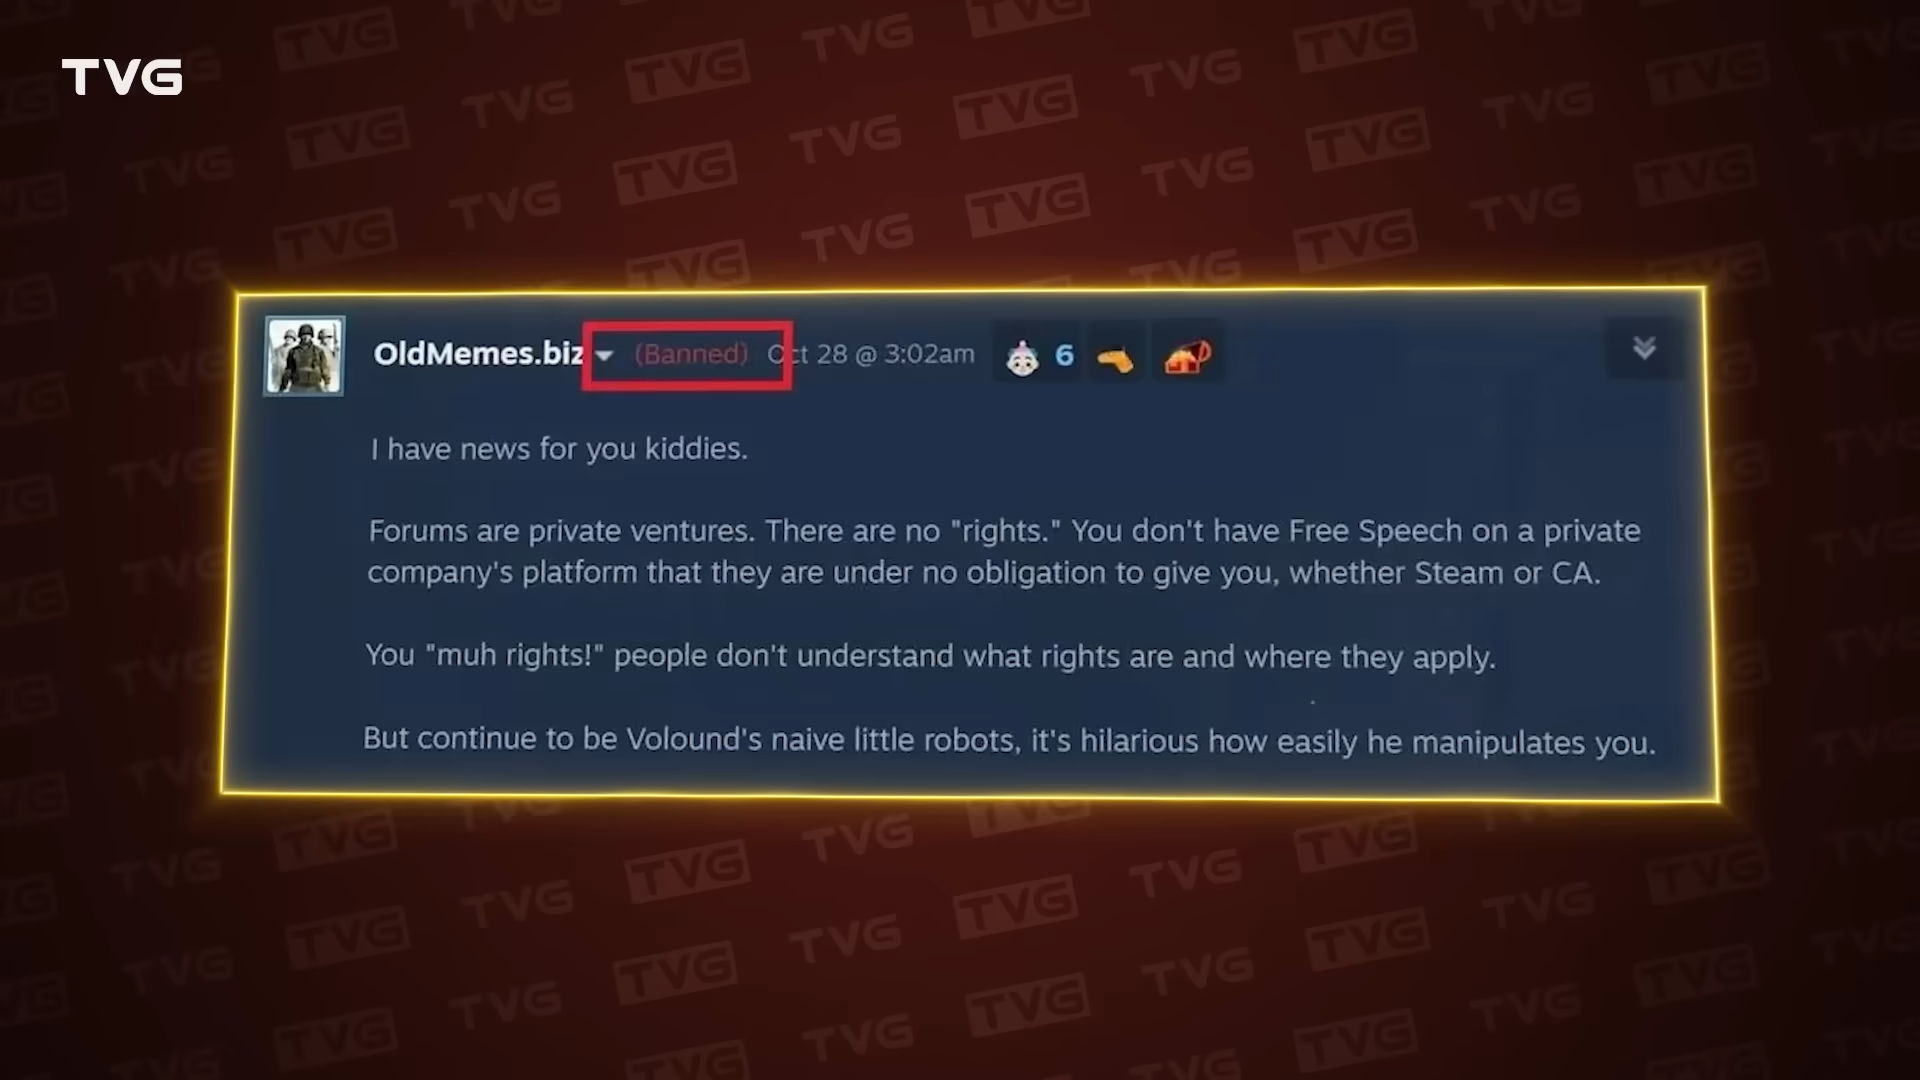 TVG
OldMemes.biz (Banned) Oct 28 @ 3:02am 6
I have news for you kiddies.
Forums are private ventures. There are no "rights." You don't have Free Speech on a private
company's platform that they are under no obligation to give you, whether Steam or CA.
You "muh rights!" people don't understand what rights are and where they apply.
But continue to be Volound's naive little robots, it's hilarious how easily he manipulates you.